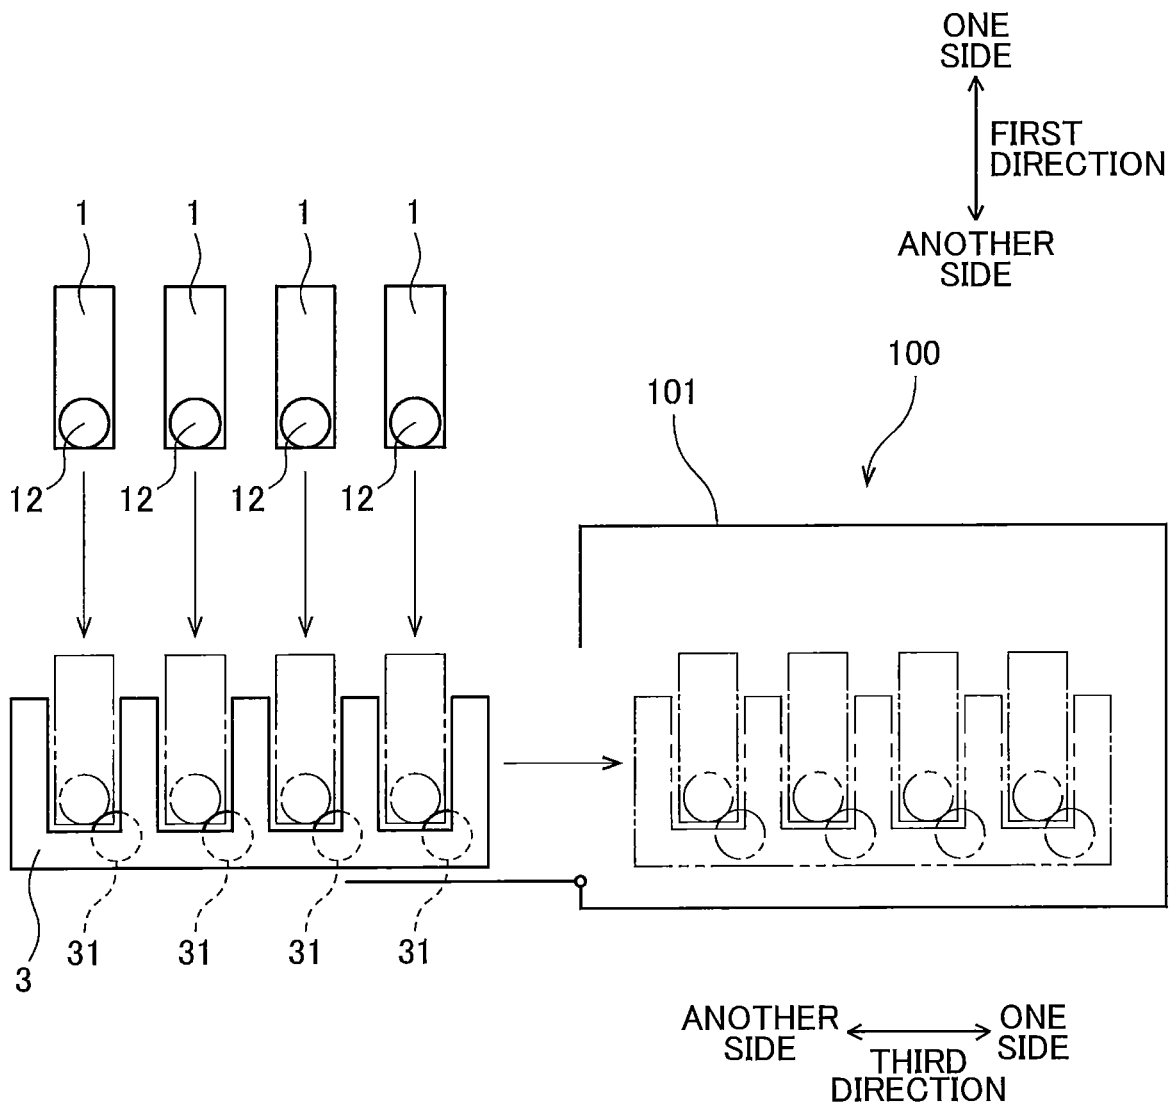 ONE
SIDE
FIRST
DIRECTION
ANOTHER
SIDE
1 1 1 1
100
101
12 12 12 12
31 31 31 31
3
ANOTHER
SIDE
ONE
SIDE
THIRD
DIRECTION